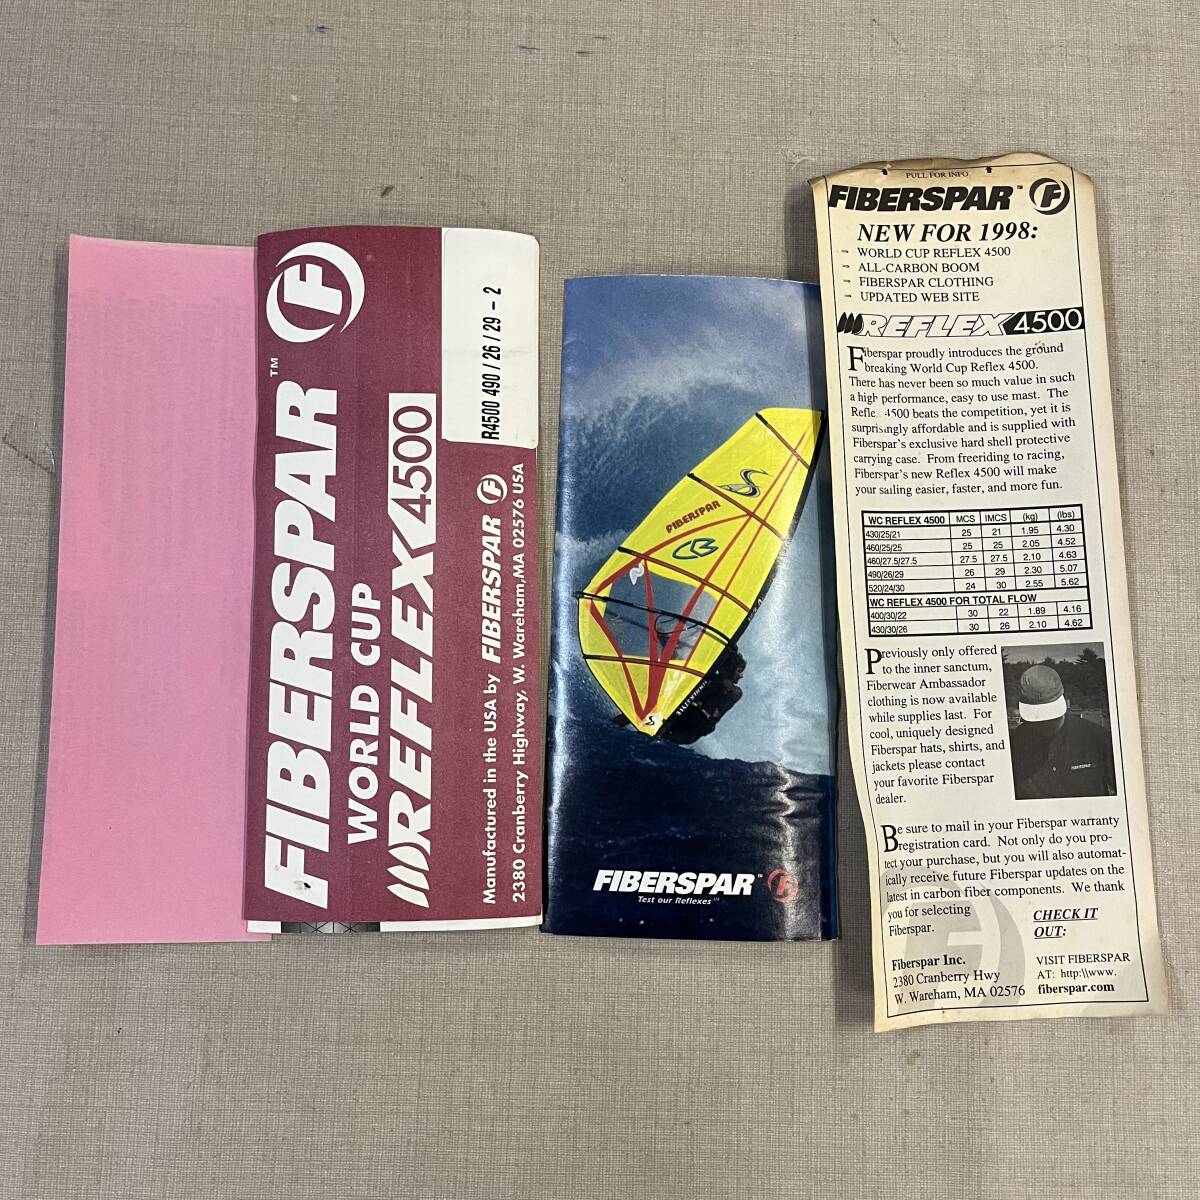 FIBERSPAR™ F
WORLD CUP
REFLEX 4500
R4500 490 / 26 / 29 – 2
Manufactured in the USA by FIBERSPAR F
2380 Cranberry Highway, W. Wareham, MA 02576 USA
FIBERSPAR
FIBERSPAR™ F
Test our Reflexes
PULL FOR INFO
FIBERSPAR™ F
NEW FOR 1998:
→ WORLD CUP REFLEX 4500
→ ALL-CARBON BOOM
→ FIBERSPAR CLOTHING
→ UPDATED WEB SITE
REFLEX 4500
Fiberspar proudly introduces the ground
breaking World Cup Reflex 4500.
There has never been so much value in such
a high performance, easy to use mast. The
Refle 4500 beats the competition, yet it is
surprisingly affordable and is supplied with
Fiberspar's exclusive hard shell protective
carrying case. From freeriding to racing,
Fiberspar's new Reflex 4500 will make
your sailing easier, faster, and more fun.
WC REFLEX 4500 MCS IMCS (kg) (lbs)
430/25/21 25 21 1.95 4.30
460/25/25 25 25 2.05 4.52
460/27.5/27.5 27.5 27.5 2.10 4.63
490/26/29 26 29 2.30 5.07
520/24/30 24 30 2.55 5.62
WC REFLEX 4500 FOR TOTAL FLOW
400/30/22 30 22 1.89 4.16
430/30/26 30 26 2.10 4.62
Previously only offered
to the inner sanctum,
Fiberwear Ambassador
clothing is now available
while supplies last. For
cool, uniquely designed
Fiberspar hats, shirts, and
jackets please contact
your favorite Fiberspar
dealer.
Be sure to mail in your Fiberspar warranty
registration card. Not only do you pro-
tect your purchase, but you will also automat-
ically receive future Fiberspar updates on the
latest in carbon fiber components. We thank
you for selecting
Fiberspar.
Fiberspar Inc.
2380 Cranberry Hwy
W. Wareham, MA 02576
CHECK IT
OUT:
VISIT FIBERSPAR
AT: http:\\www.
fiberspar.com